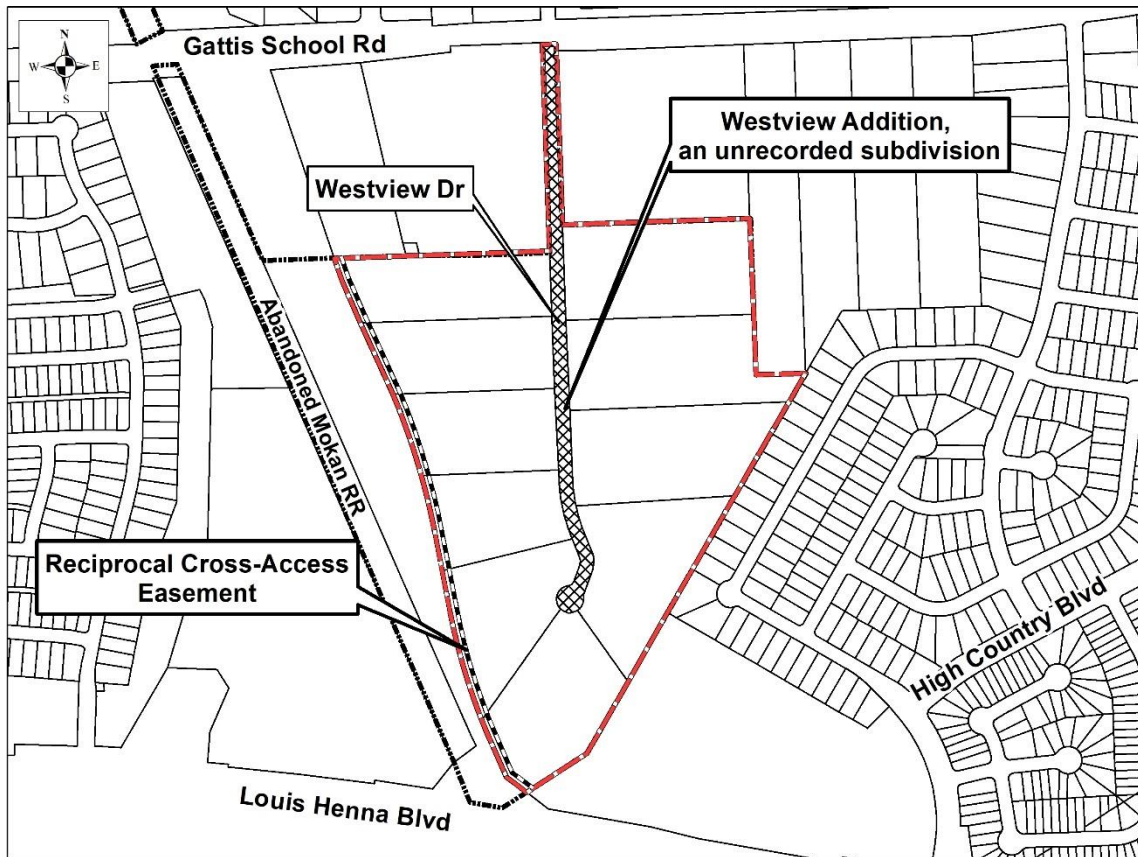 N
W E
S
Gattis School Rd
Westview Addition,
an unrecorded subdivision
Westview Dr
Abandoned Mokan RR
Reciprocal Cross-Access
Easement
High Country Blvd
Louis Henna Blvd